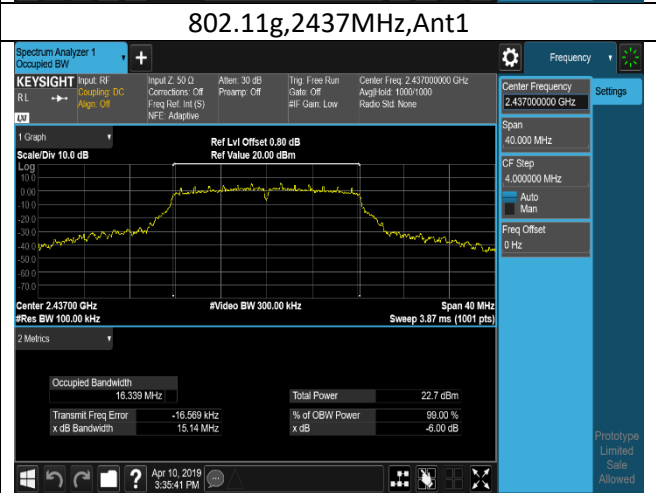 802.11g,2437MHz,Ant1
Spectrum Analyzer 1
Occupied BW
+
Frequency
KEYSIGHT
RL
Input: RF
Coupling: DC
Align: Off
Input Z: 50 Ω
Corrections: Off
Freq Ref: Int (S)
NFE: Adaptive
Atten: 30 dB
Preamp: Off
Trig: Free Run
Gate: Off
#IF Gain: Low
Center Freq: 2.437000000 GHz
Avg|Hold: 1000/1000
Radio Std: None
Center Frequency
2.437000000 GHz
Settings
Span
40.000 MHz
CF Step
4.000000 MHz
Auto
Man
Freq Offset
0 Hz
1 Graph
Scale/Div 10.0 dB
Ref Lvl Offset 0.80 dB
Ref Value 20.00 dBm
Log
10.0
0.00
-10.0
-20.0
-30.0
-40.0
-50.0
-60.0
-70.0
Center 2.43700 GHz
#Res BW 100.00 kHz
#Video BW 300.00 kHz
Span 40 MHz
Sweep 3.87 ms (1001 pts)
2 Metrics
Occupied Bandwidth
16.339 MHz
Total Power 22.7 dBm
Transmit Freq Error -16.569 kHz
% of OBW Power 99.00 %
x dB Bandwidth 15.14 MHz
x dB -6.00 dB
Prototype
Limited
Sale
Allowed
?
Apr 10, 2019
3:35:41 PM